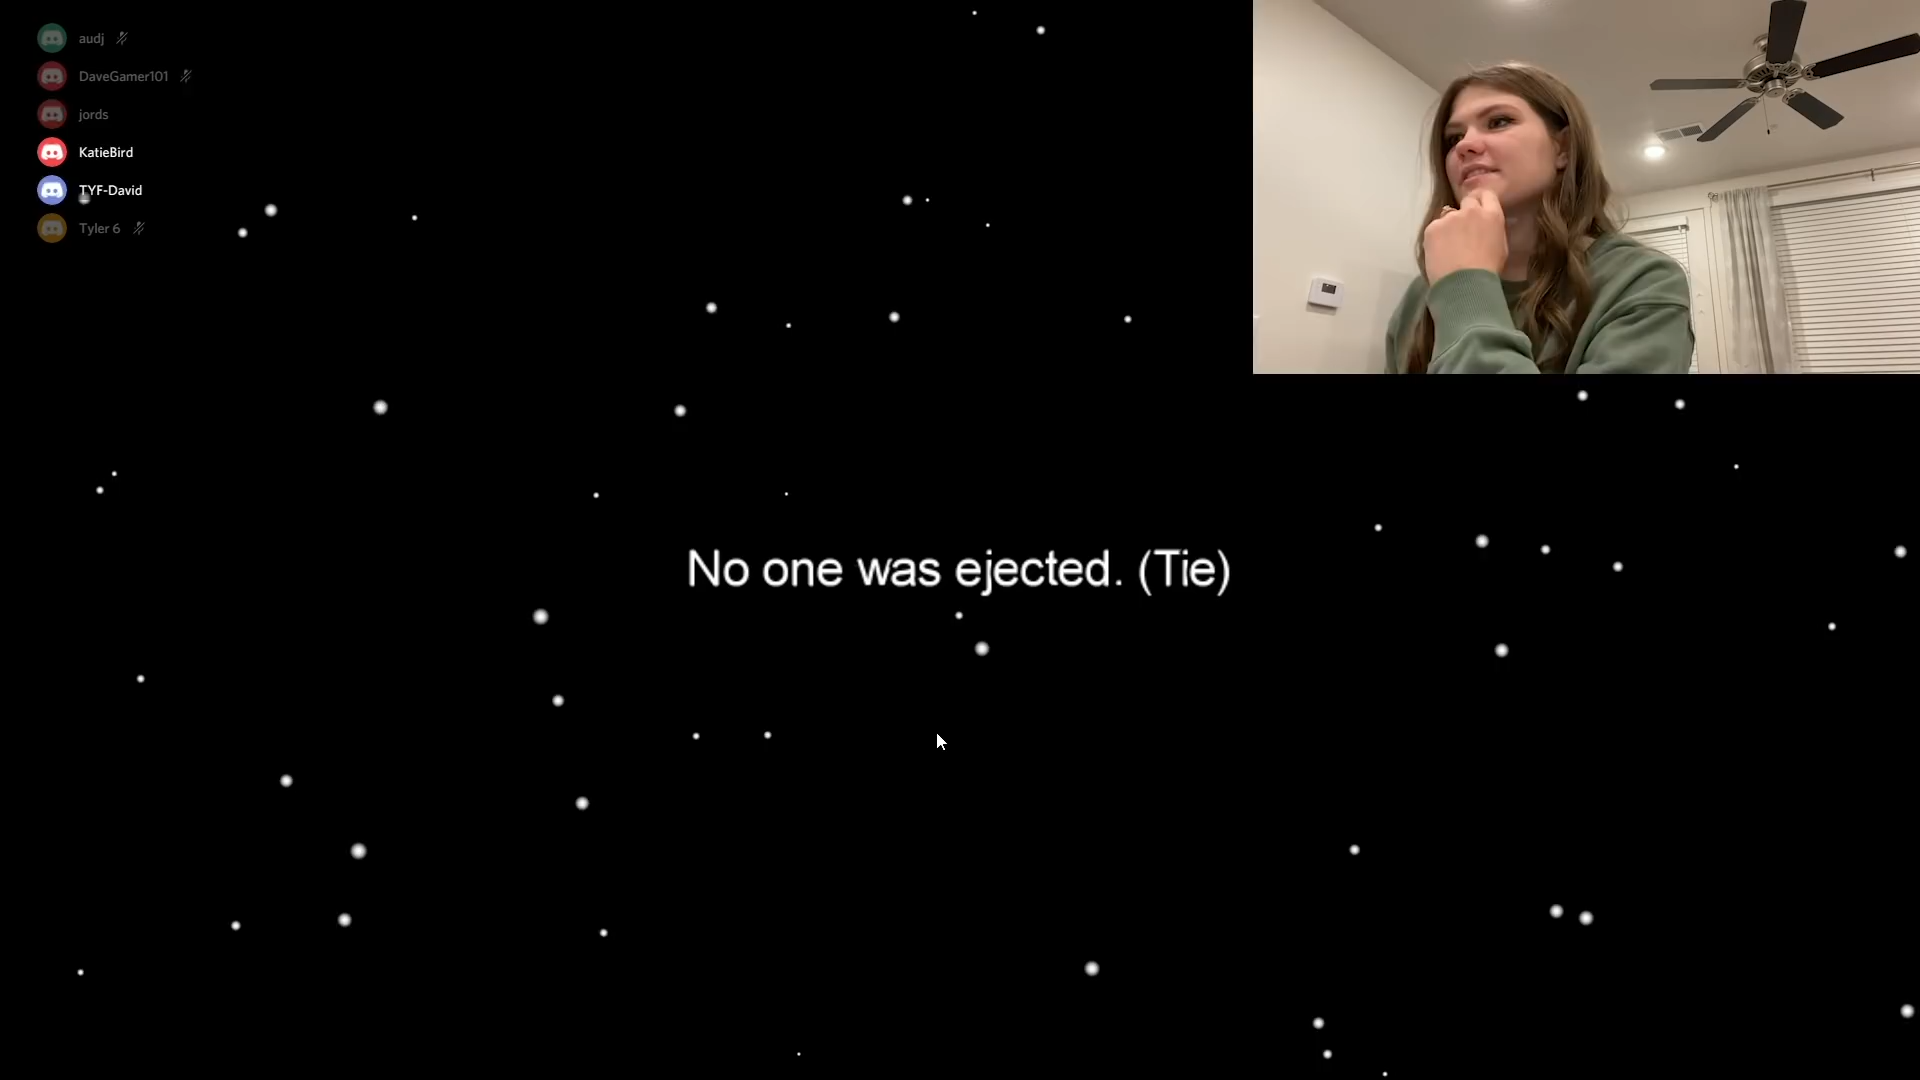 audj
DaveGamer101
jords
KatieBird
TYF-David
Tyler 6
No one was ejected. (Tie)